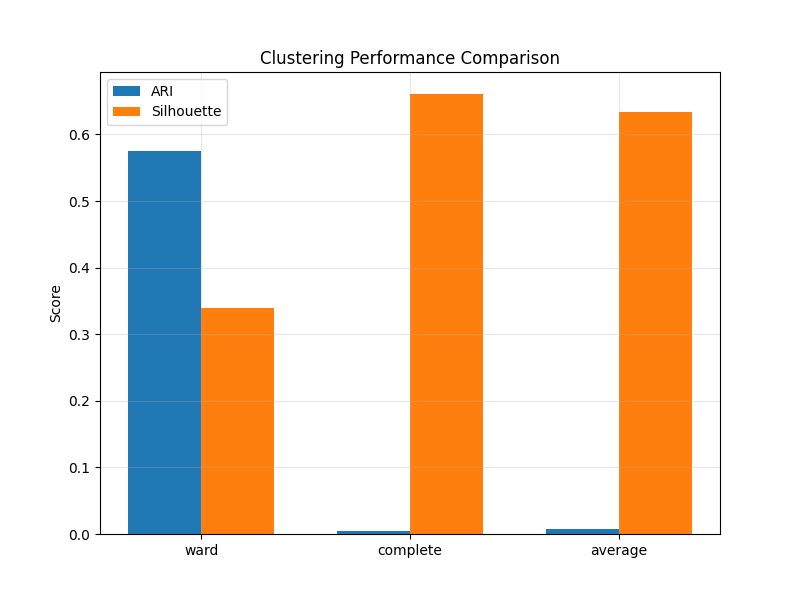 Clustering Performance Comparison
ARI
Silhouette
0.6
0.5
0.4
0.3
0.2
0.1
0.0
Score
ward complete average